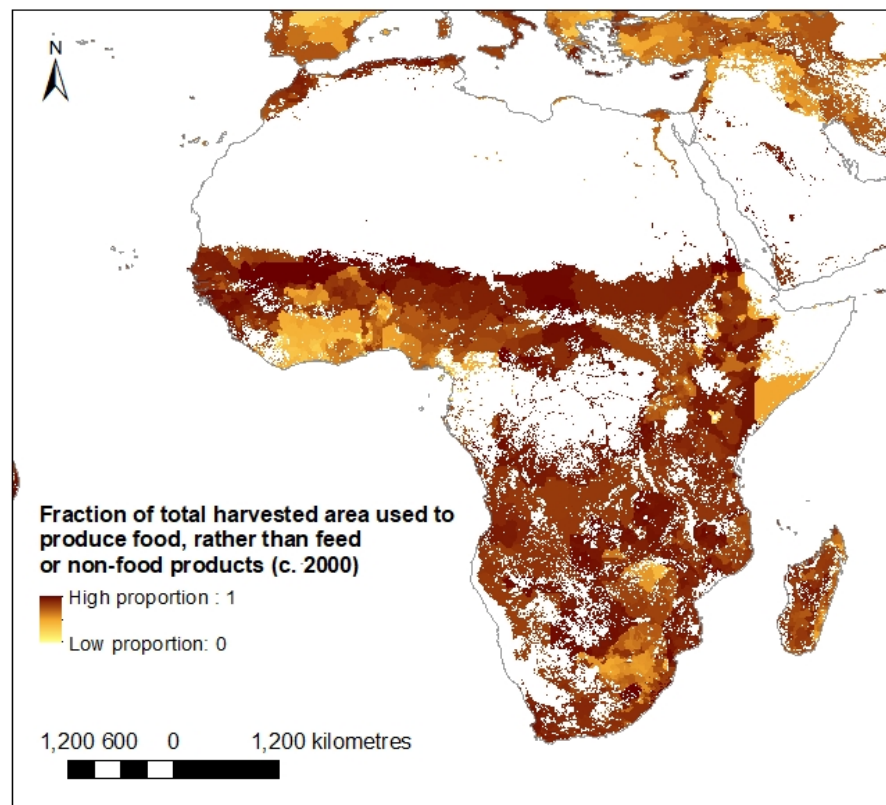 N
Fraction of total harvested area used to
produce food, rather than feed
or non-food products (c. 2000)
High proportion : 1
Low proportion: 0
1,200 600 0 1,200 kilometres